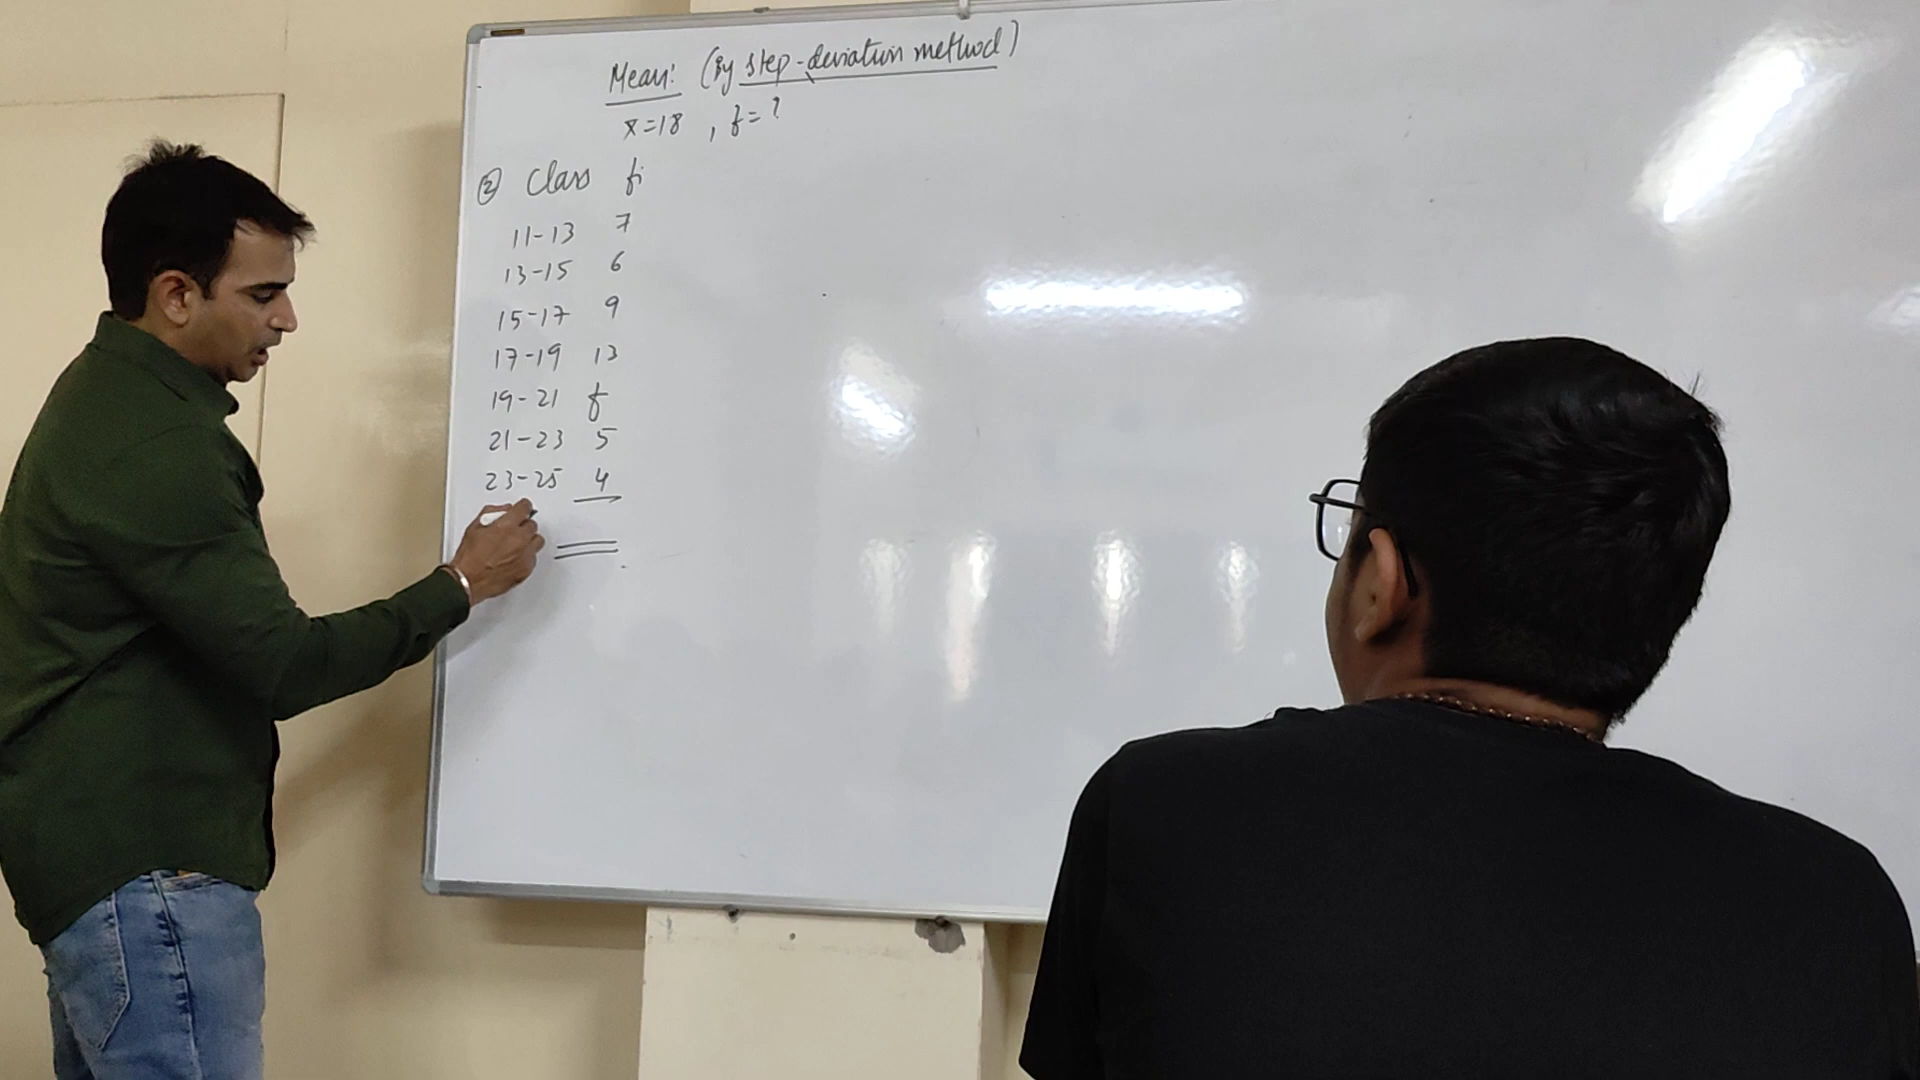 Mean: (By step-deviation method)
x̄=18 , f=?
② Class fi
11-13 7
13-15 6
15-17 9
17-19 13
19-21 f
21-23 5
23-25 4